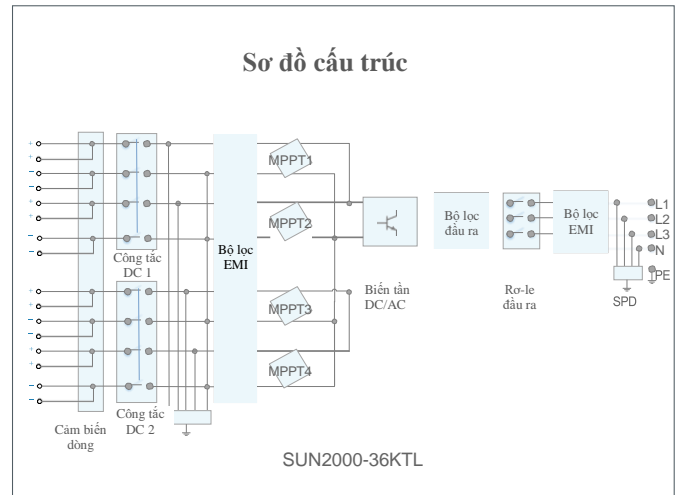 Sơ đồ cấu trúc
+
+
−
−
+
+
−
−
Công tắc
DC 1
Bộ lọc
EMI
MPPT1
MPPT2
MPPT3
MPPT4
Biến tần
DC/AC
Bộ lọc
đầu ra
Rơ-le
đầu ra
Bộ lọc
EMI
L1
L2
L3
N
PE
SPD
+
+
−
−
+
+
−
−
Cảm biến
dòng
Công tắc
DC 2
SUN2000-36KTL